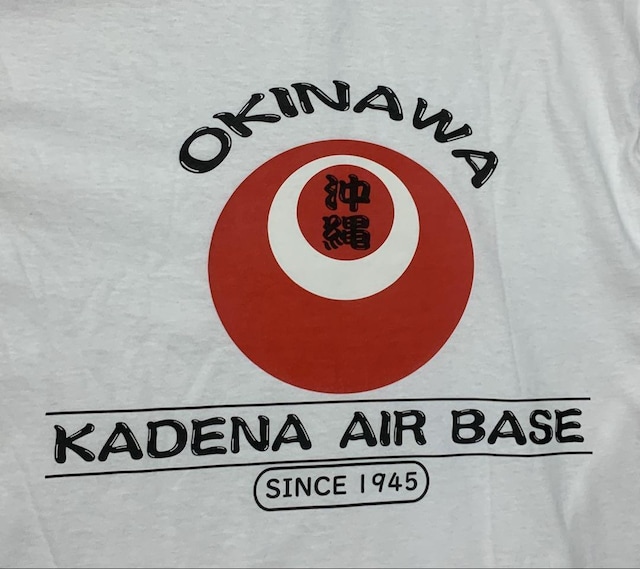 OKINAWA
沖
縄
KADENA AIR BASE
SINCE 1945